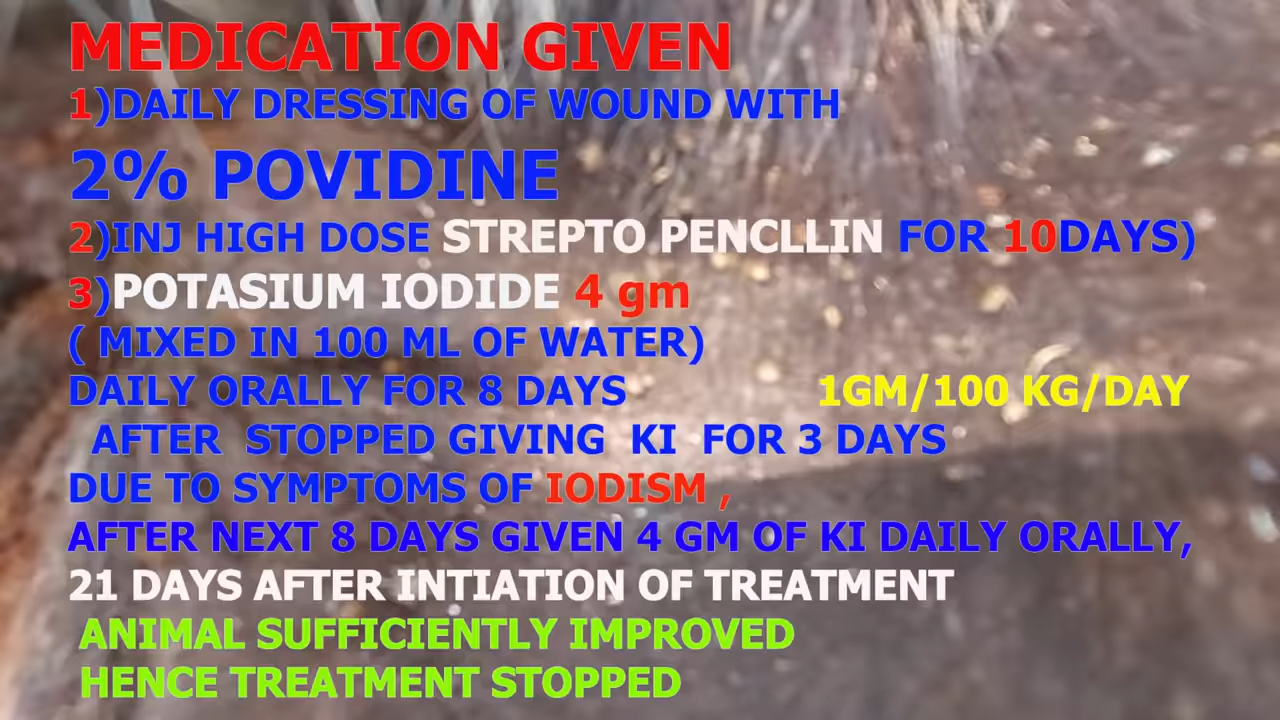 MEDICATION GIVEN
1)DAILY DRESSING OF WOUND WITH
2% POVIDINE
2)INJ HIGH DOSE STREPTO PENCLLIN FOR 10DAYS)
3)POTASIUM IODIDE 4 gm
( MIXED IN 100 ML OF WATER)
DAILY ORALLY FOR 8 DAYS 1GM/100 KG/DAY
AFTER STOPPED GIVING KI FOR 3 DAYS
DUE TO SYMPTOMS OF IODISM ,
AFTER NEXT 8 DAYS GIVEN 4 GM OF KI DAILY ORALLY,
21 DAYS AFTER INTIATION OF TREATMENT
ANIMAL SUFFICIENTLY IMPROVED
HENCE TREATMENT STOPPED